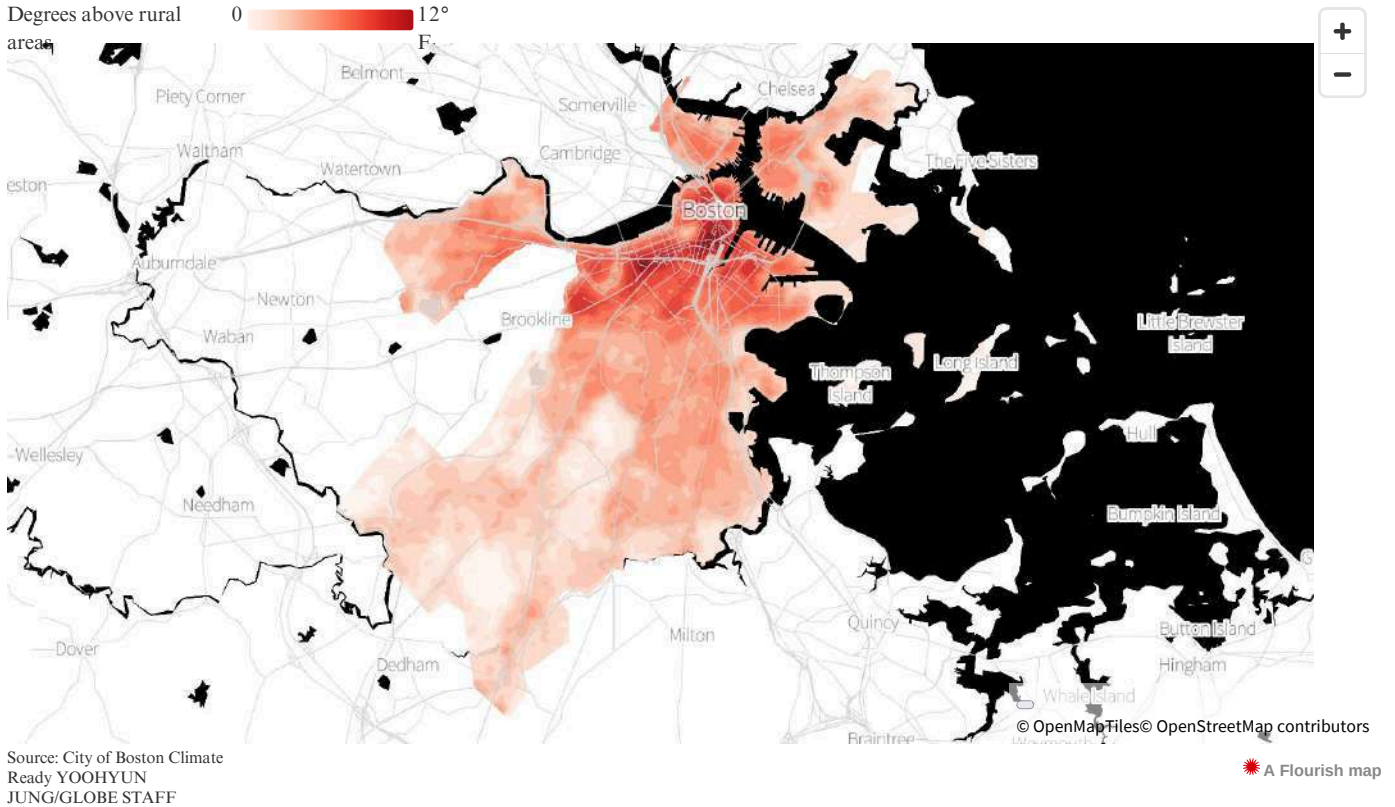 Degrees above rural areas
0
12° F.
+
−
Belmont
Chelsea
Piety Corner
Somerville
Waltham
Cambridge
Watertown
The Five Sisters
eston
Boston
Auburndale
Newton
Brookline
Little Brewster
Island
Waban
Thompson
Island
Long Island
Hull
Wellesley
Needham
Bumpkin Island
G
Quincy
Milton
Button Island
Dover
Dedham
Hingham
Whale Island
© OpenMapTiles© OpenStreetMap contributors
Braintree
Source: City of Boston Climate
Ready YOOHYUN
JUNG/GLOBE STAFF
A Flourish map